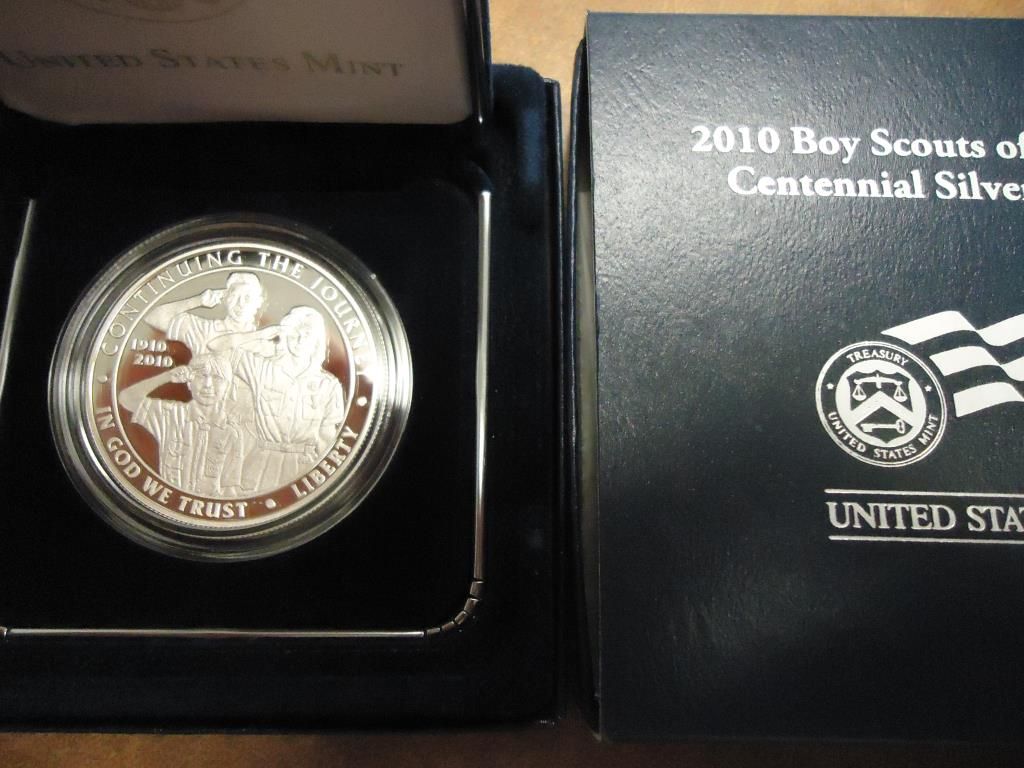 UNITED STATES MINT
CONTINUING THE JOURNEY
1910
2010
IN GOD WE TRUST • LIBERTY
2010 Boy Scouts of
Centennial Silver
TREASURY
UNITED STATES MINT
UNITED STA